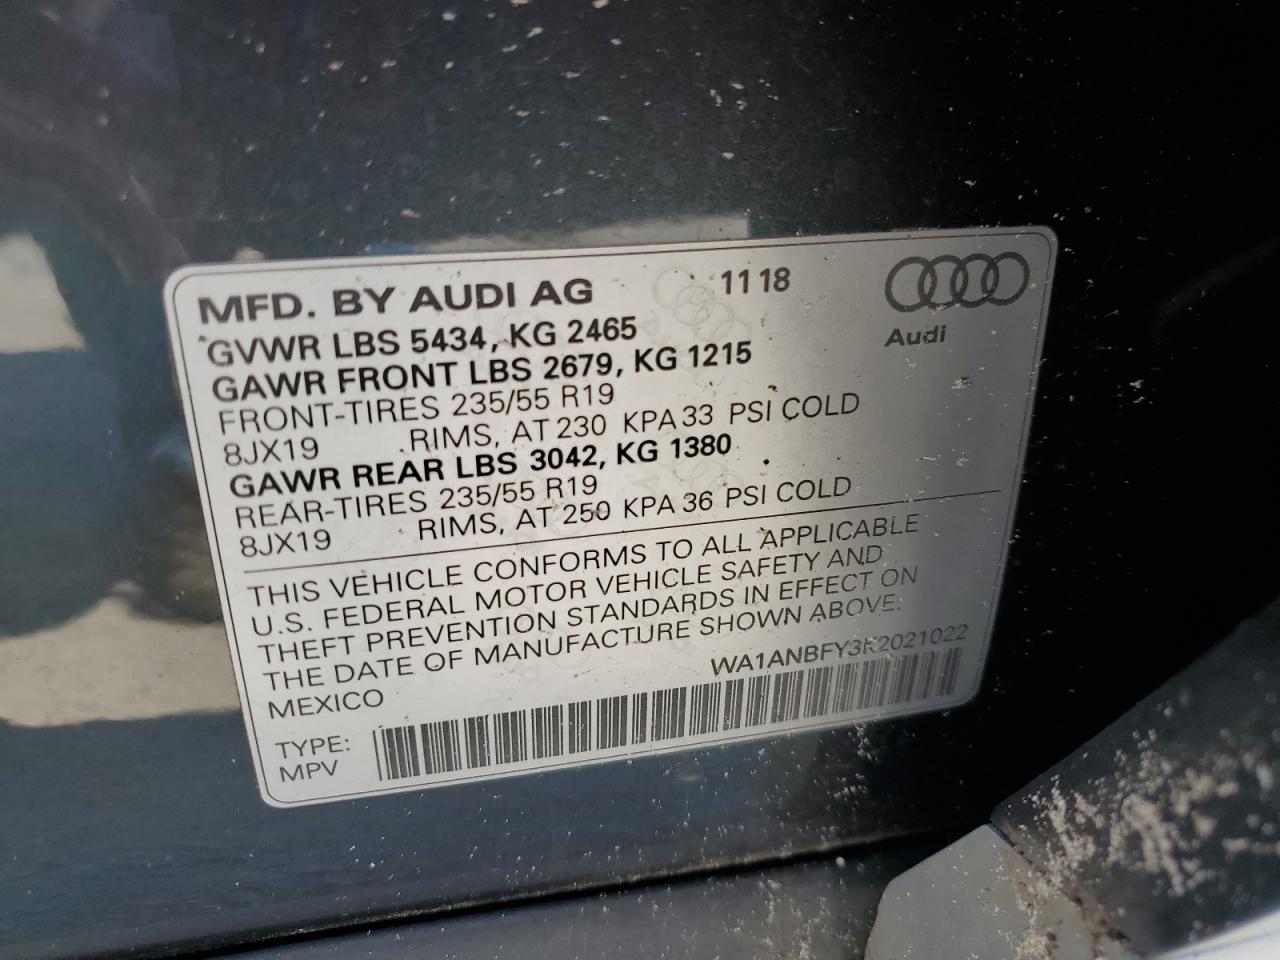 MFD. BY AUDI AG 11 18
Audi
GVWR LBS 5434, KG 2465
GAWR FRONT LBS 2679, KG 1215
FRONT-TIRES 235/55 R19
8JX19 RIMS, AT 230 KPA 33 PSI COLD
GAWR REAR LBS 3042, KG 1380
REAR-TIRES 235/55 R19
8JX19 RIMS, AT 250 KPA 36 PSI COLD
THIS VEHICLE CONFORMS TO ALL APPLICABLE
U.S. FEDERAL MOTOR VEHICLE SAFETY AND
THEFT PREVENTION STANDARDS IN EFFECT ON
THE DATE OF MANUFACTURE SHOWN ABOVE.
MEXICO WA1ANBFY3K2021022
TYPE:
MPV